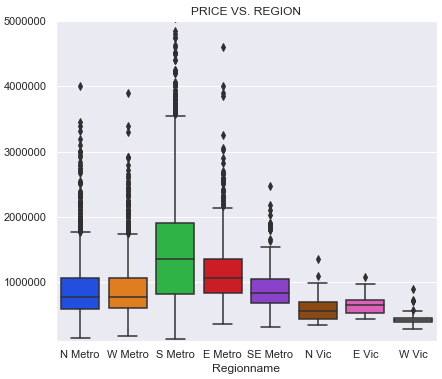 PRICE VS. REGION
5000000
4000000
3000000
2000000
1000000
N Metro W Metro S Metro E Metro SE Metro N Vic E Vic W Vic
Regionname